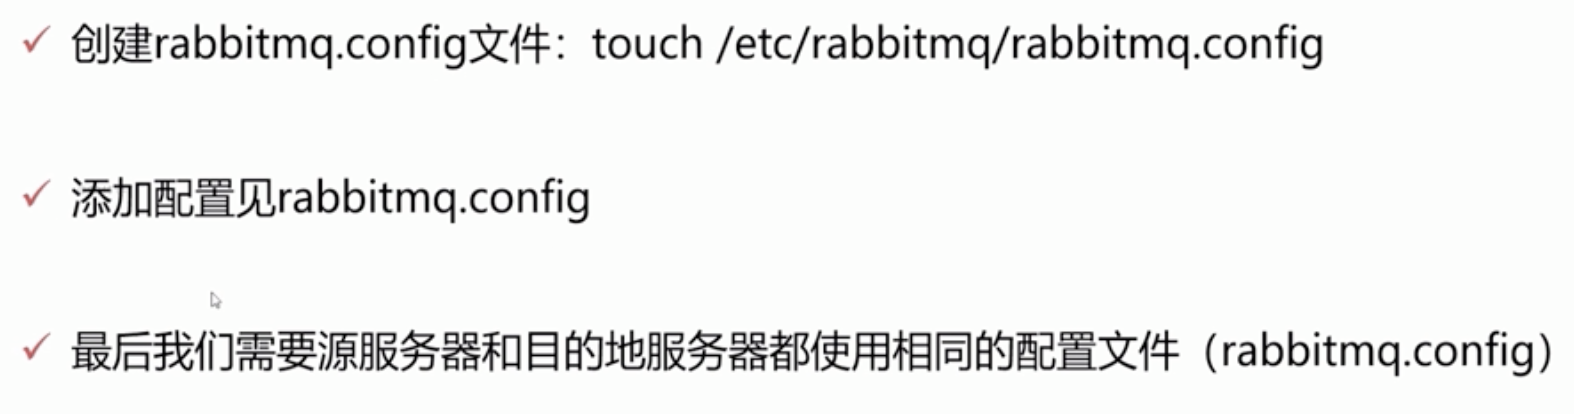 ✓ 创建rabbitmq.config文件：touch /etc/rabbitmq/rabbitmq.config
✓ 添加配置见rabbitmq.config
✓ 最后我们需要源服务器和目的地服务器都使用相同的配置文件（rabbitmq.config）